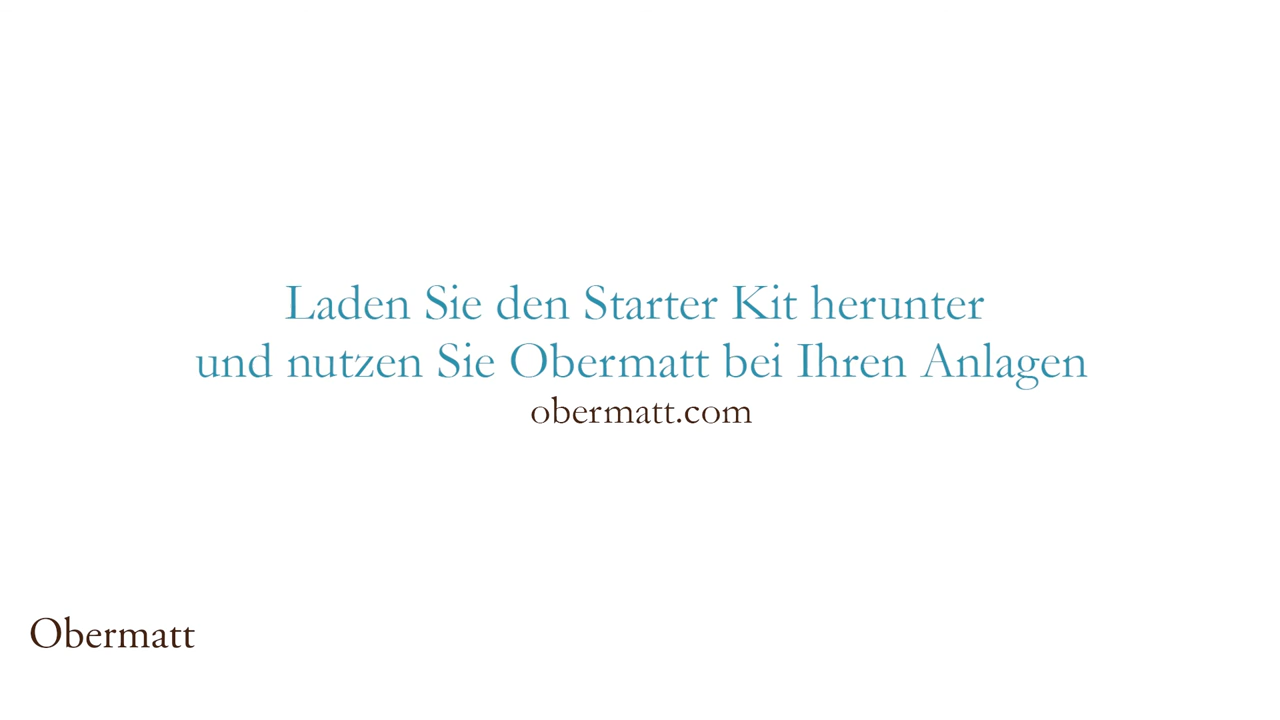 Laden Sie den Starter Kit herunter
und nutzen Sie Obermatt bei Ihren Anlagen
obermatt.com
Obermatt